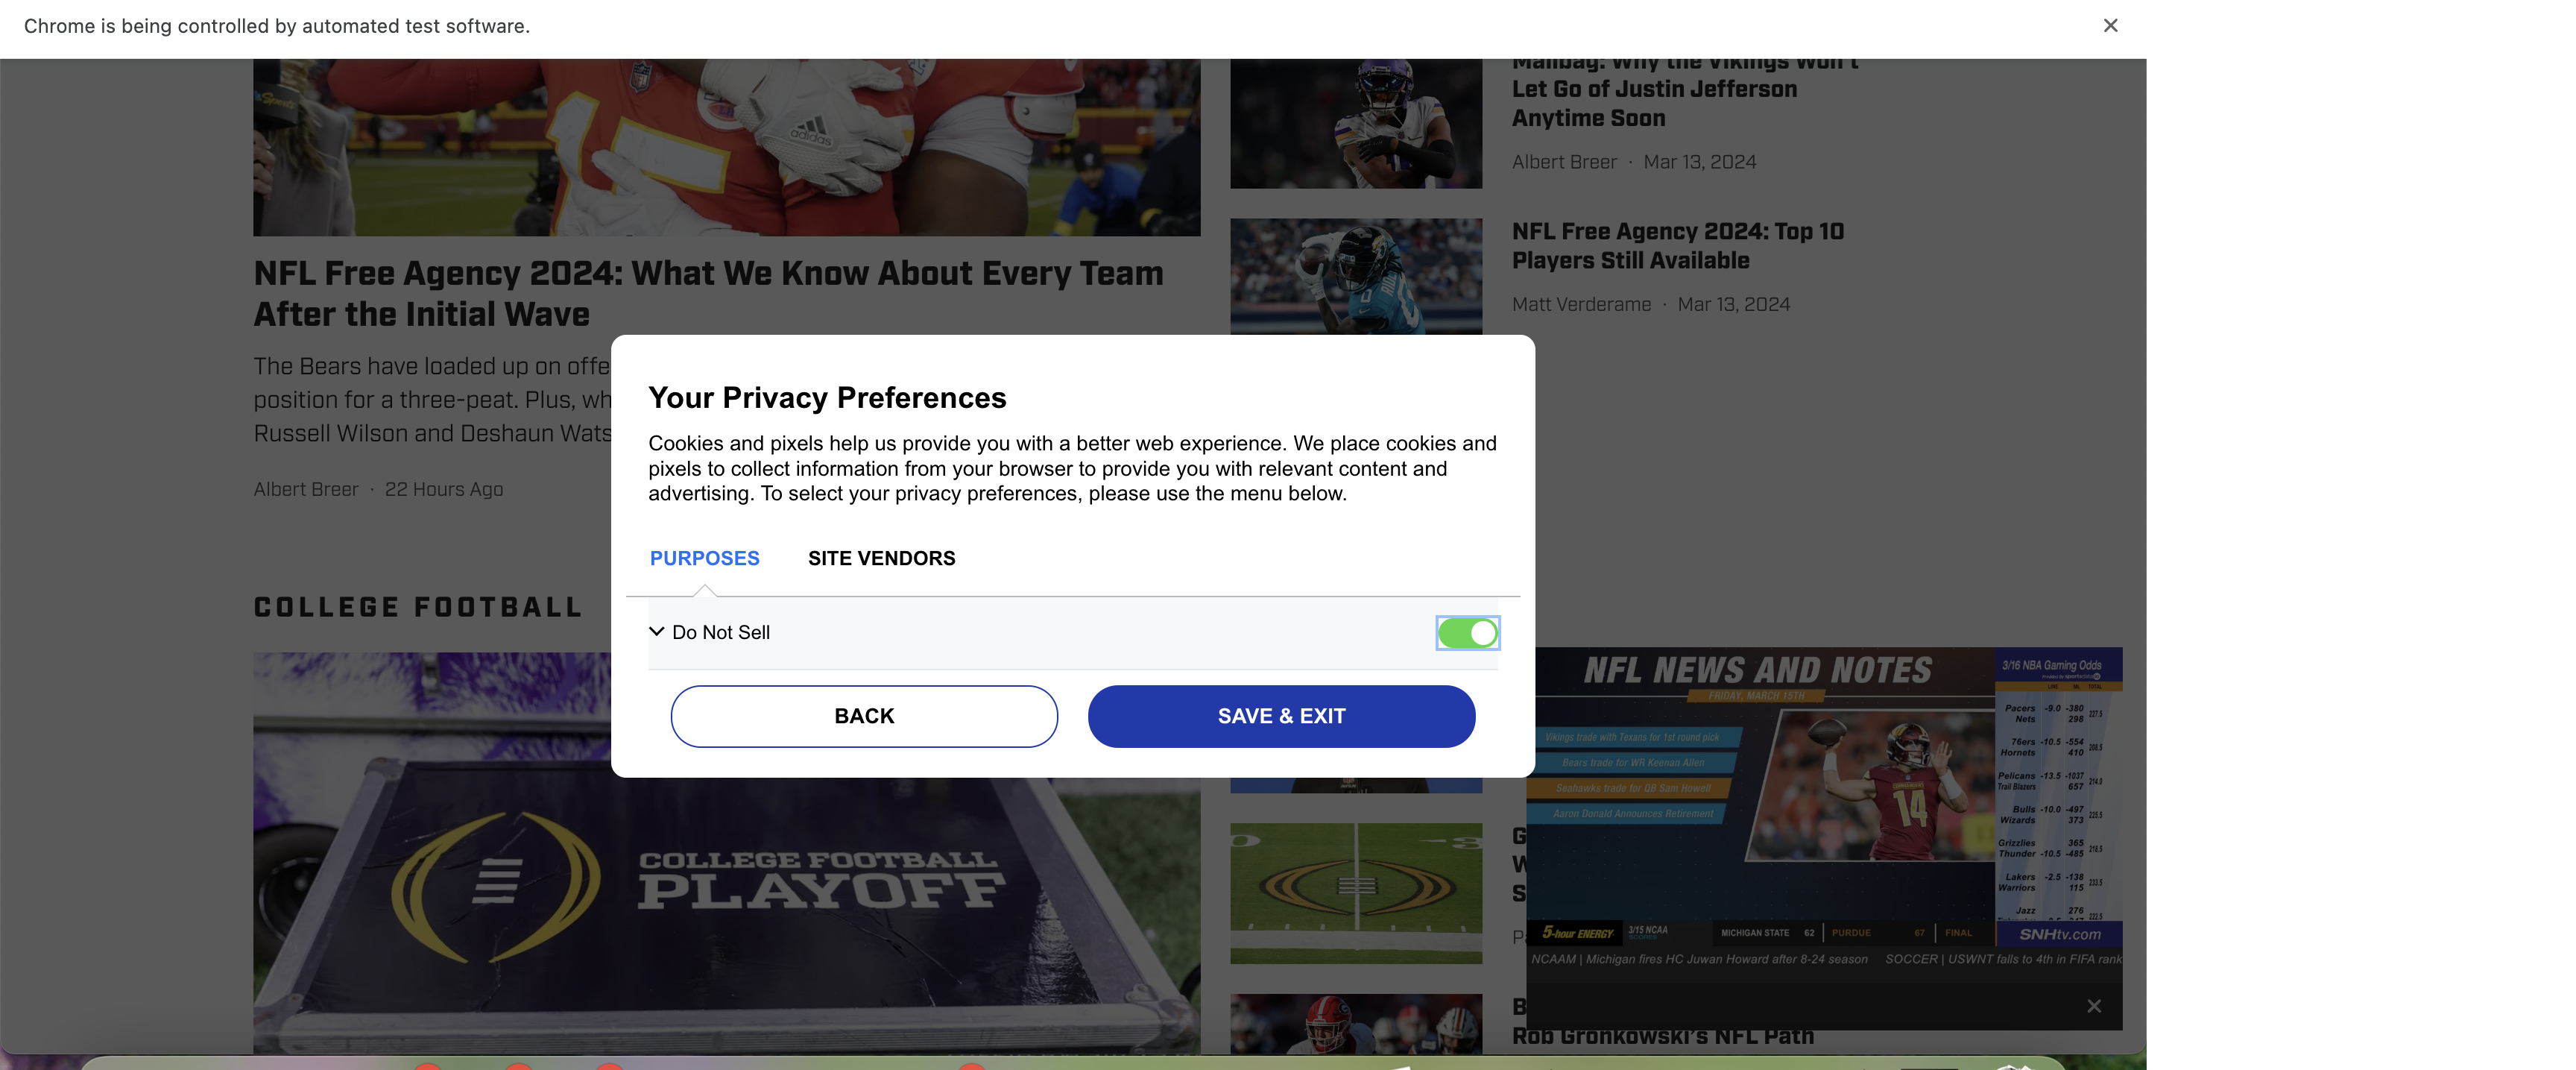 Chrome is being controlled by automated test software.
Mailbag: Why the Vikings Won't
Let Go of Justin Jefferson
Anytime Soon
Albert Breer · Mar 13, 2024
adidas
NFL Free Agency 2024: Top 10
Players Still Available
Matt Verderame · Mar 13, 2024
NFL Free Agency 2024: What We Know About Every Team
After the Initial Wave
The Bears have loaded up on offe
position for a three-peat. Plus, wh
Russell Wilson and Deshaun Wats
Albert Breer · 22 Hours Ago
Your Privacy Preferences
Cookies and pixels help us provide you with a better web experience. We place cookies and
pixels to collect information from your browser to provide you with relevant content and
advertising. To select your privacy preferences, please use the menu below.
PURPOSES
SITE VENDORS
Do Not Sell
BACK
SAVE & EXIT
COLLEGE FOOTBALL
COLLEGE FOOTBALL
PLAYOFF
NFL NEWS AND NOTES
FRIDAY, MARCH 15TH
Vikings trade with Texans for 1st round pick
Bears trade for WR Keenan Allen
Seahawks trade for QB Sam Howell
Aaron Donald Announces Retirement
14
3/16 NBA Gaming Odds
LINE ML TOTAL
Pacers -9.0 -380 227.5
Nets 298
76ers -10.5 -554 208.5
Hornets 410
Pelicans -13.5 -1037 214.0
Trail Blazers 657
Bulls -10.0 -497 225.5
Wizards 373
Grizzlies 365 218.5
Thunder -10.5 -485
Lakers -2.5 -138 233.5
Warriors 115
Jazz 276 222.5
5-hour ENERGY
3/15 NCAA
SCORES
MICHIGAN STATE 62 PURDUE 67 FINAL
SNHtv.com
NCAAM | Michigan fires HC Juwan Howard after 8-24 season SOCCER | USWNT falls to 4th in FIFA rank
Rob Gronkowski's NFL Path